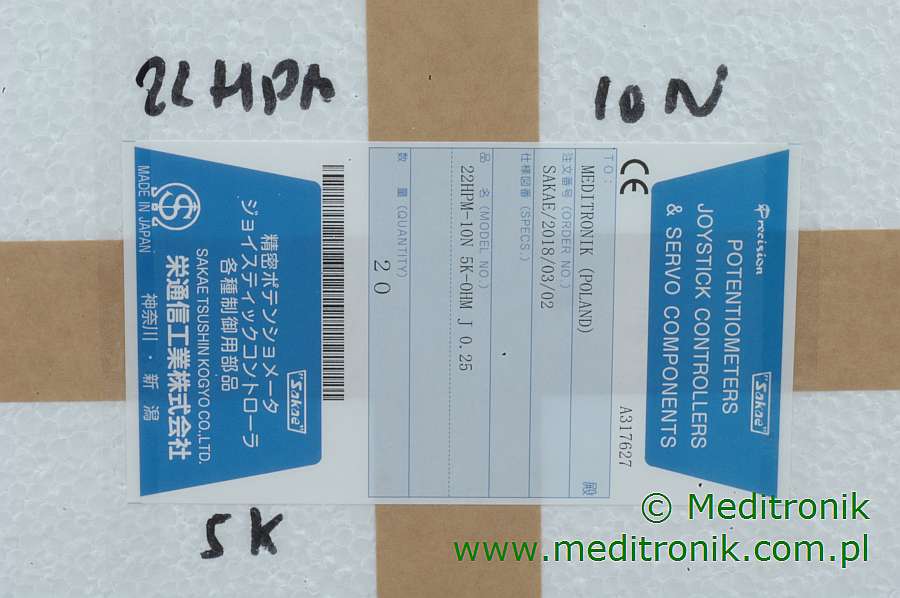 22HPM
10N
Precision
POTENTIOMETERS
JOYSTICK CONTROLLERS
& SERVO COMPONENTS
"Sakae"
CE
A317627
TO:
MEDITRONIK (POLAND)
殿
注文番号 (ORDER NO.)
SAKAE/2018/03/02
仕様図番 (SPECS.)
品 名 (MODEL NO.)
22HPM-10N 5K-OHM J 0.25
数 量 (QUANTITY)
20
"Sakae"
精密ポテンショメータ
ジョイスティックコントローラ
各種制御用部品
SAKAE TSUSHIN KOGYO CO.,LTD.
栄通信工業株式会社
神奈川・新潟
MADE IN JAPAN
5K
© Meditronik
www.meditronik.com.pl